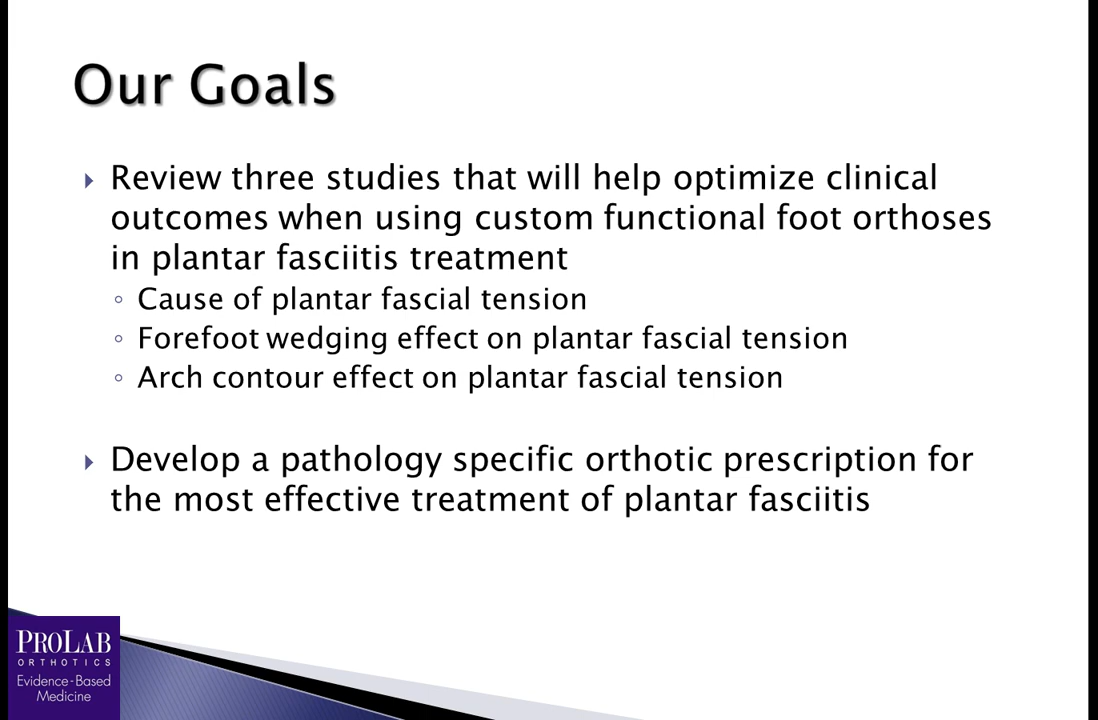 Our Goals
Review three studies that will help optimize clinical
outcomes when using custom functional foot orthoses
in plantar fasciitis treatment
Cause of plantar fascial tension
Forefoot wedging effect on plantar fascial tension
Arch contour effect on plantar fascial tension
Develop a pathology specific orthotic prescription for
the most effective treatment of plantar fasciitis
PROLAB
ORTHOTICS
Evidence-Based
Medicine